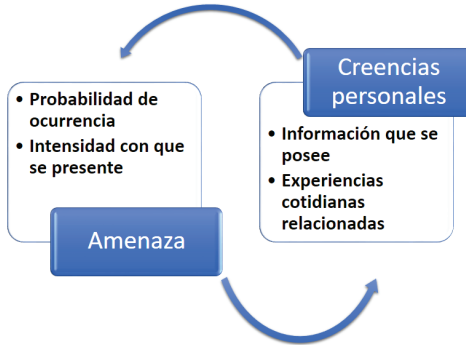 • Probabilidad de
ocurrencia
• Intensidad con que
se presente
Amenaza
Creencias
personales
• Información que se
posee
• Experiencias
cotidianas
relacionadas